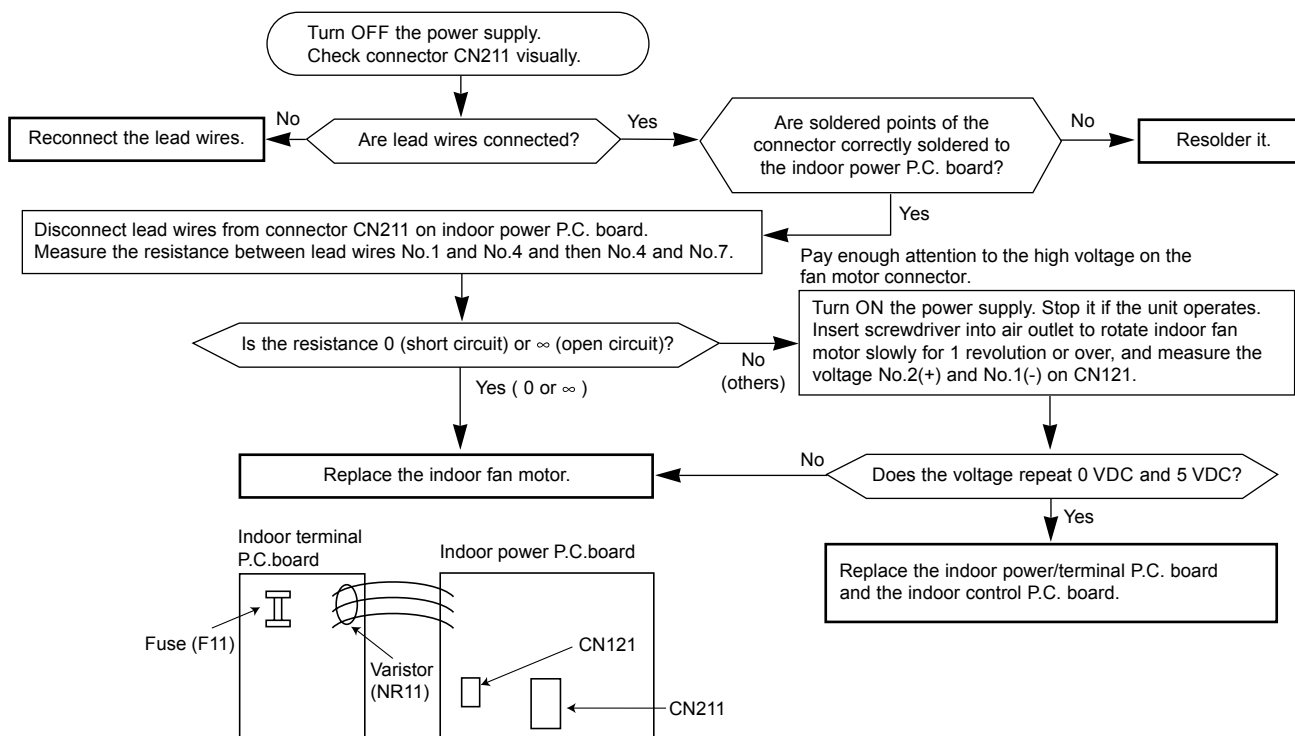 Turn OFF the power supply.
Check connector CN211 visually.
No
Yes
Reconnect the lead wires.
Are lead wires connected?
Are soldered points of the
connector correctly soldered to
the indoor power P.C. board?
No
Resolder it.
Yes
Disconnect lead wires from connector CN211 on indoor power P.C. board.
Measure the resistance between lead wires No.1 and No.4 and then No.4 and No.7.
Pay enough attention to the high voltage on the
fan motor connector.
Turn ON the power supply. Stop it if the unit operates.
Insert screwdriver into air outlet to rotate indoor fan
motor slowly for 1 revolution or over, and measure the
voltage No.2(+) and No.1(-) on CN121.
Is the resistance 0 (short circuit) or ∞ (open circuit)?
No
(others)
Yes ( 0 or ∞ )
Replace the indoor fan motor.
No
Does the voltage repeat 0 VDC and 5 VDC?
Yes
Replace the indoor power/terminal P.C. board
and the indoor control P.C. board.
Indoor terminal
P.C.board
Indoor power P.C.board
Fuse (F11)
Varistor
(NR11)
CN121
CN211